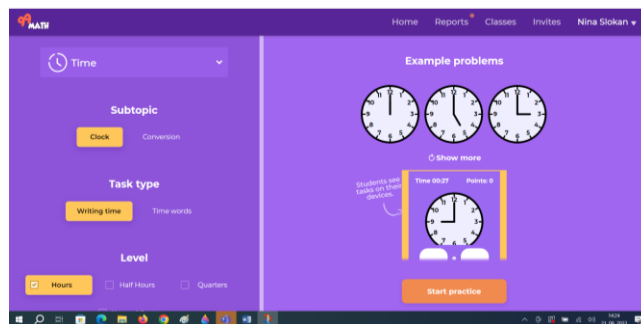 99MATH
Home Reports Classes Invites Nina Slokan
Time
Subtopic
Clock Conversion
Task type
Writing time Time words
Level
Hours Half Hours Quarters
Example problems
Show more
Students see
tasks on their
devices.
Time 00:27 Points: 0
Start practice